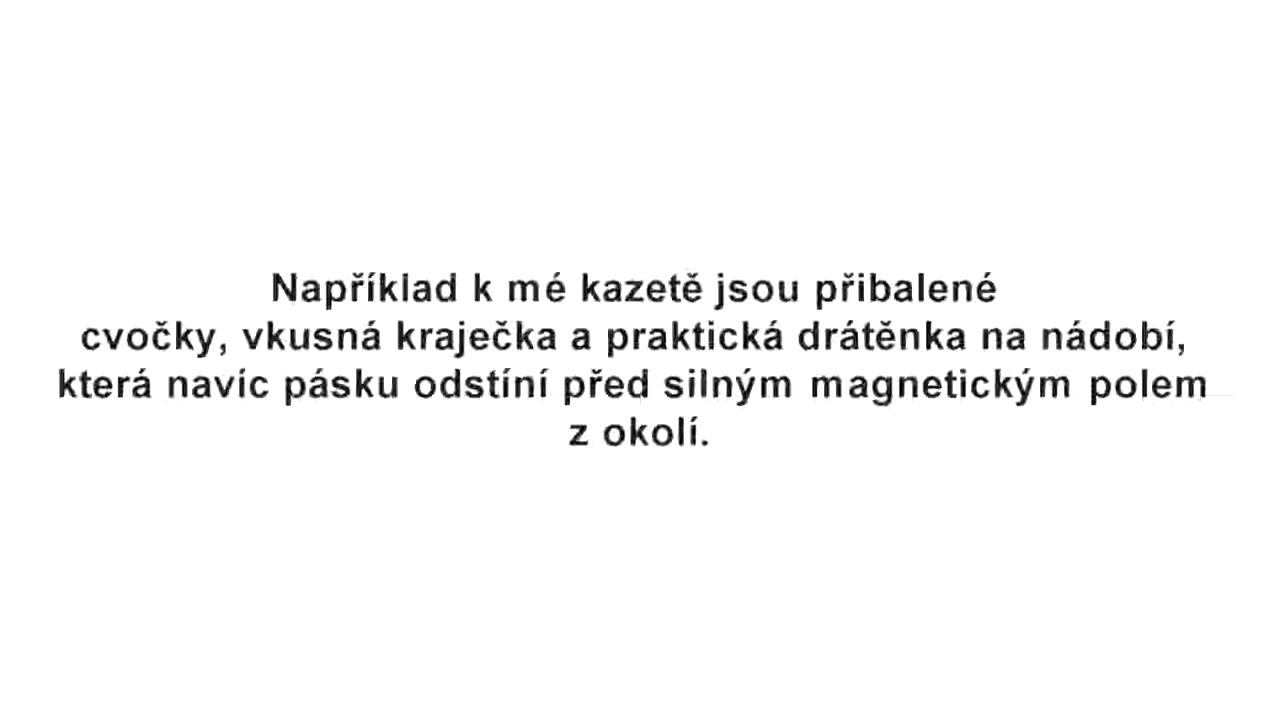 Například k mé kazetě jsou přibalené
cvočky, vkusná kraječka a praktická drátěnka na nádobí,
která navíc pásku odstíní před silným magnetickým polem
z okolí.